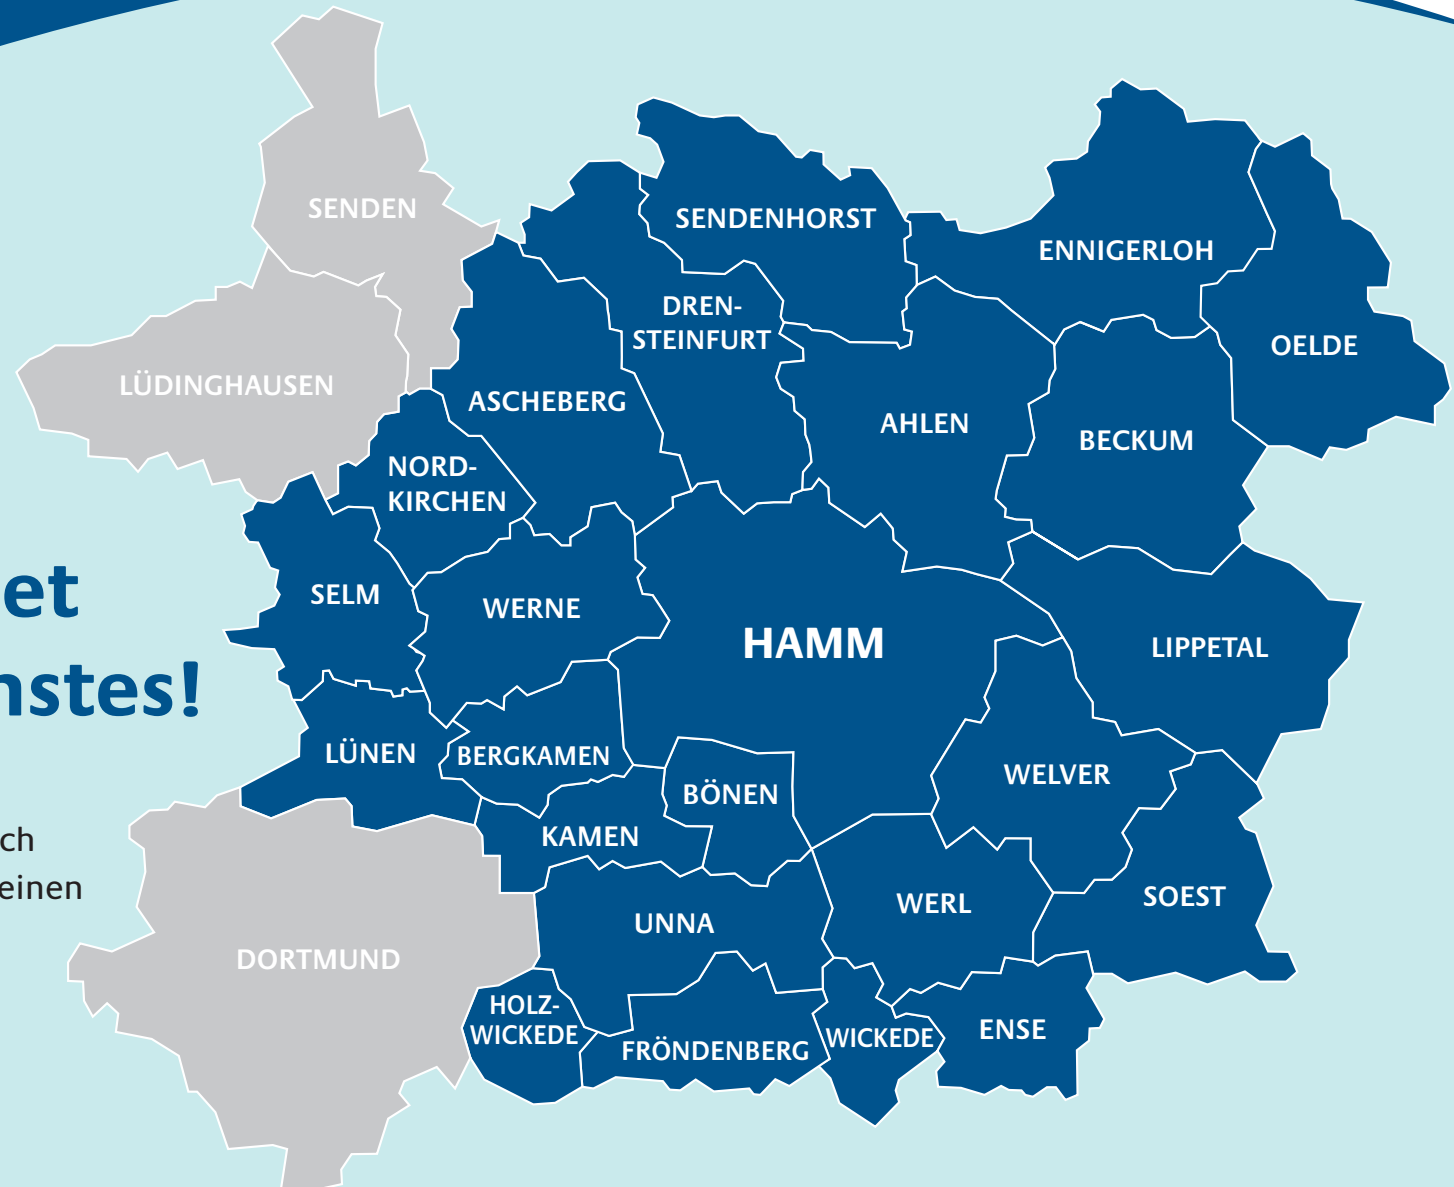 SENDEN
SENDENHORST
ENNIGERLOH
DREN-
STEINFURT
OELDE
LÜDINGHAUSEN
ASCHEBERG
AHLEN
BECKUM
NORD-
KIRCHEN
et
SELM
WERNE
HAMM
LIPPETAL
nstes!
LÜNEN
BERGKAMEN
WELVER
BÖNEN
KAMEN
ch
einen
WERL
SOEST
UNNA
DORTMUND
HOLZ-
WICKEDE
FRÖNDENBERG
WICKEDE
ENSE